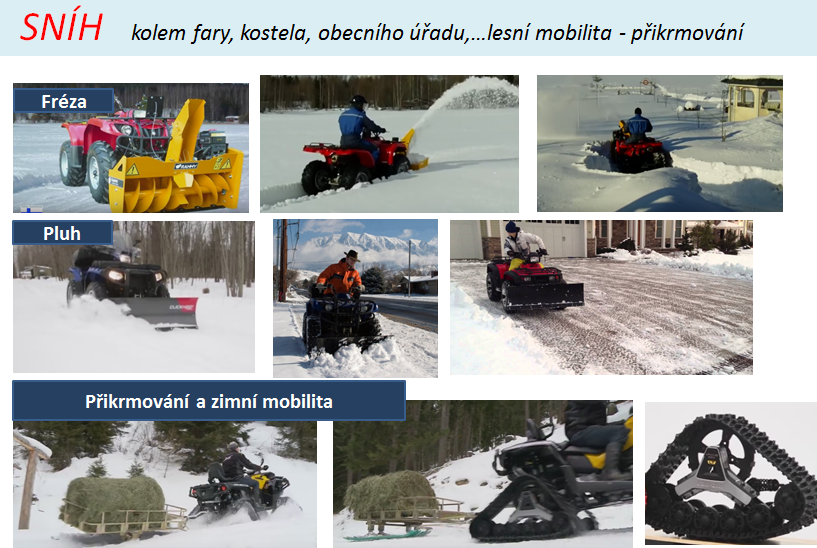 SNÍH kolem fary, kostela, obecního úřadu,...lesní mobilita - přikrmování
Fréza
Pluh
Přikrmování a zimní mobilita